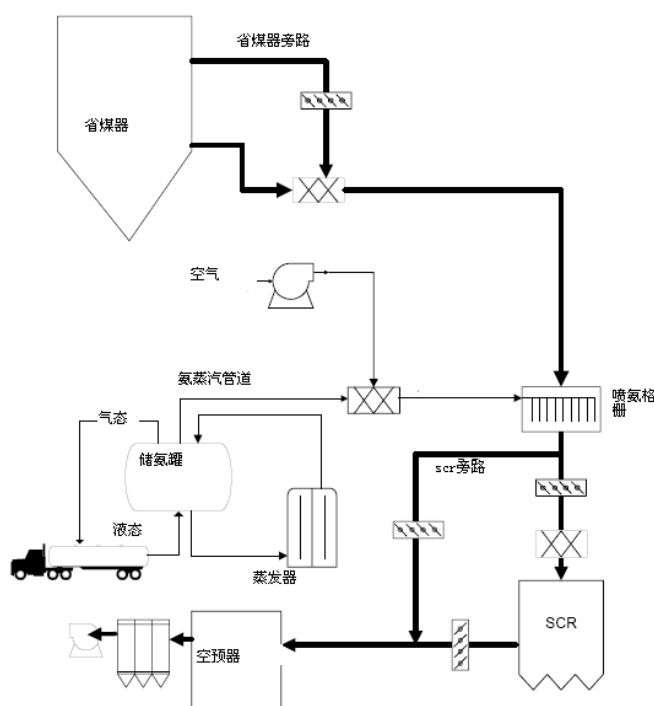 省煤器旁路
省煤器
空气
氨蒸汽管道
喷氨格
栅
气态
储氨罐
scr旁路
液态
蒸发器
SCR
空预器